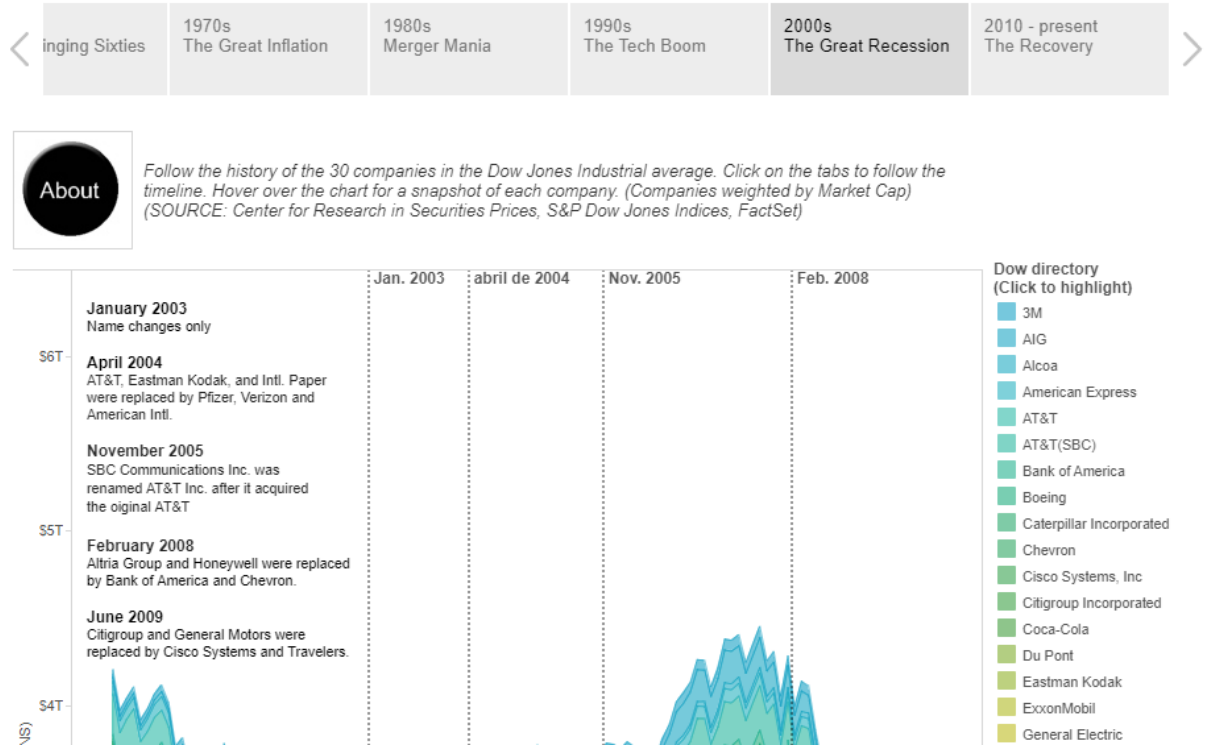 inging Sixties
1970s
The Great Inflation
1980s
Merger Mania
1990s
The Tech Boom
2000s
The Great Recession
2010 - present
The Recovery
About
Follow the history of the 30 companies in the Dow Jones Industrial average. Click on the tabs to follow the
timeline. Hover over the chart for a snapshot of each company. (Companies weighted by Market Cap)
(SOURCE: Center for Research in Securities Prices, S&P Dow Jones Indices, FactSet)
Jan. 2003
abril de 2004
Nov. 2005
Feb. 2008
January 2003
Name changes only
April 2004
AT&T, Eastman Kodak, and Intl. Paper
were replaced by Pfizer, Verizon and
American Intl.
November 2005
SBC Communications Inc. was
renamed AT&T Inc. after it acquired
the oiginal AT&T
February 2008
Altria Group and Honeywell were replaced
by Bank of America and Chevron.
June 2009
Citigroup and General Motors were
replaced by Cisco Systems and Travelers.
$6T
$5T
$4T
NS)
Dow directory
(Click to highlight)
3M
AIG
Alcoa
American Express
AT&T
AT&T(SBC)
Bank of America
Boeing
Caterpillar Incorporated
Chevron
Cisco Systems, Inc
Citigroup Incorporated
Coca-Cola
Du Pont
Eastman Kodak
ExxonMobil
General Electric